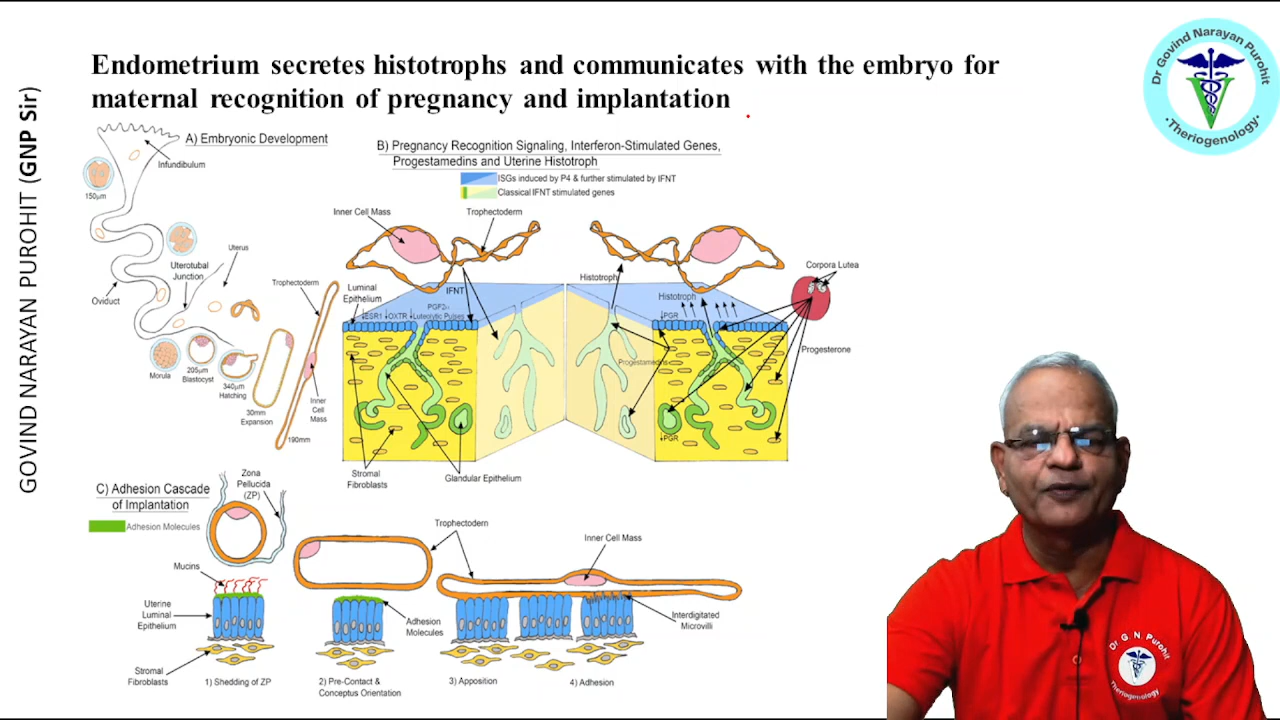 Endometrium secretes histotrophs and communicates with the embryo for
maternal recognition of pregnancy and implantation
GOVIND NARAYAN PUROHIT (GNP Sir)
Dr Govind Narayan Purohit
•Theriogenology•
A) Embryonic Development
Infundibulum
150μm
Uterus
Uterotubal
Junction
Oviduct
Trophectoderm
Morula
205μm
Blastocyst
340μm
Hatching
30mm
Expansion
Inner
Cell
Mass
190mm
B) Pregnancy Recognition Signaling, Interferon-Stimulated Genes,
Progestamedins and Uterine Histotroph
ISGs induced by P4 & further stimulated by IFNT
Classical IFNT stimulated genes
Inner Cell Mass
Trophectoderm
Luminal
Epithelium
IFNT
↓ESR1 ↓OXTR
PGF2α
↓Luteolytic Pulses
Histotroph
Histotroph
Corpora Lutea
↓PGR
Progestamedins
Progesterone
↓PGR
Stromal
Fibroblasts
Glandular Epithelium
C) Adhesion Cascade
of Implantation
Adhesion Molecules
Zona
Pellucida
(ZP)
Mucins
Uterine
Luminal
Epithelium
Stromal
Fibroblasts
Trophectoderm
Inner Cell Mass
Adhesion
Molecules
Interdigitated
Microvilli
1) Shedding of ZP
2) Pre-Contact &
Conceptus Orientation
3) Apposition
4) Adhesion
Dr G N Purohit
Theriogenology